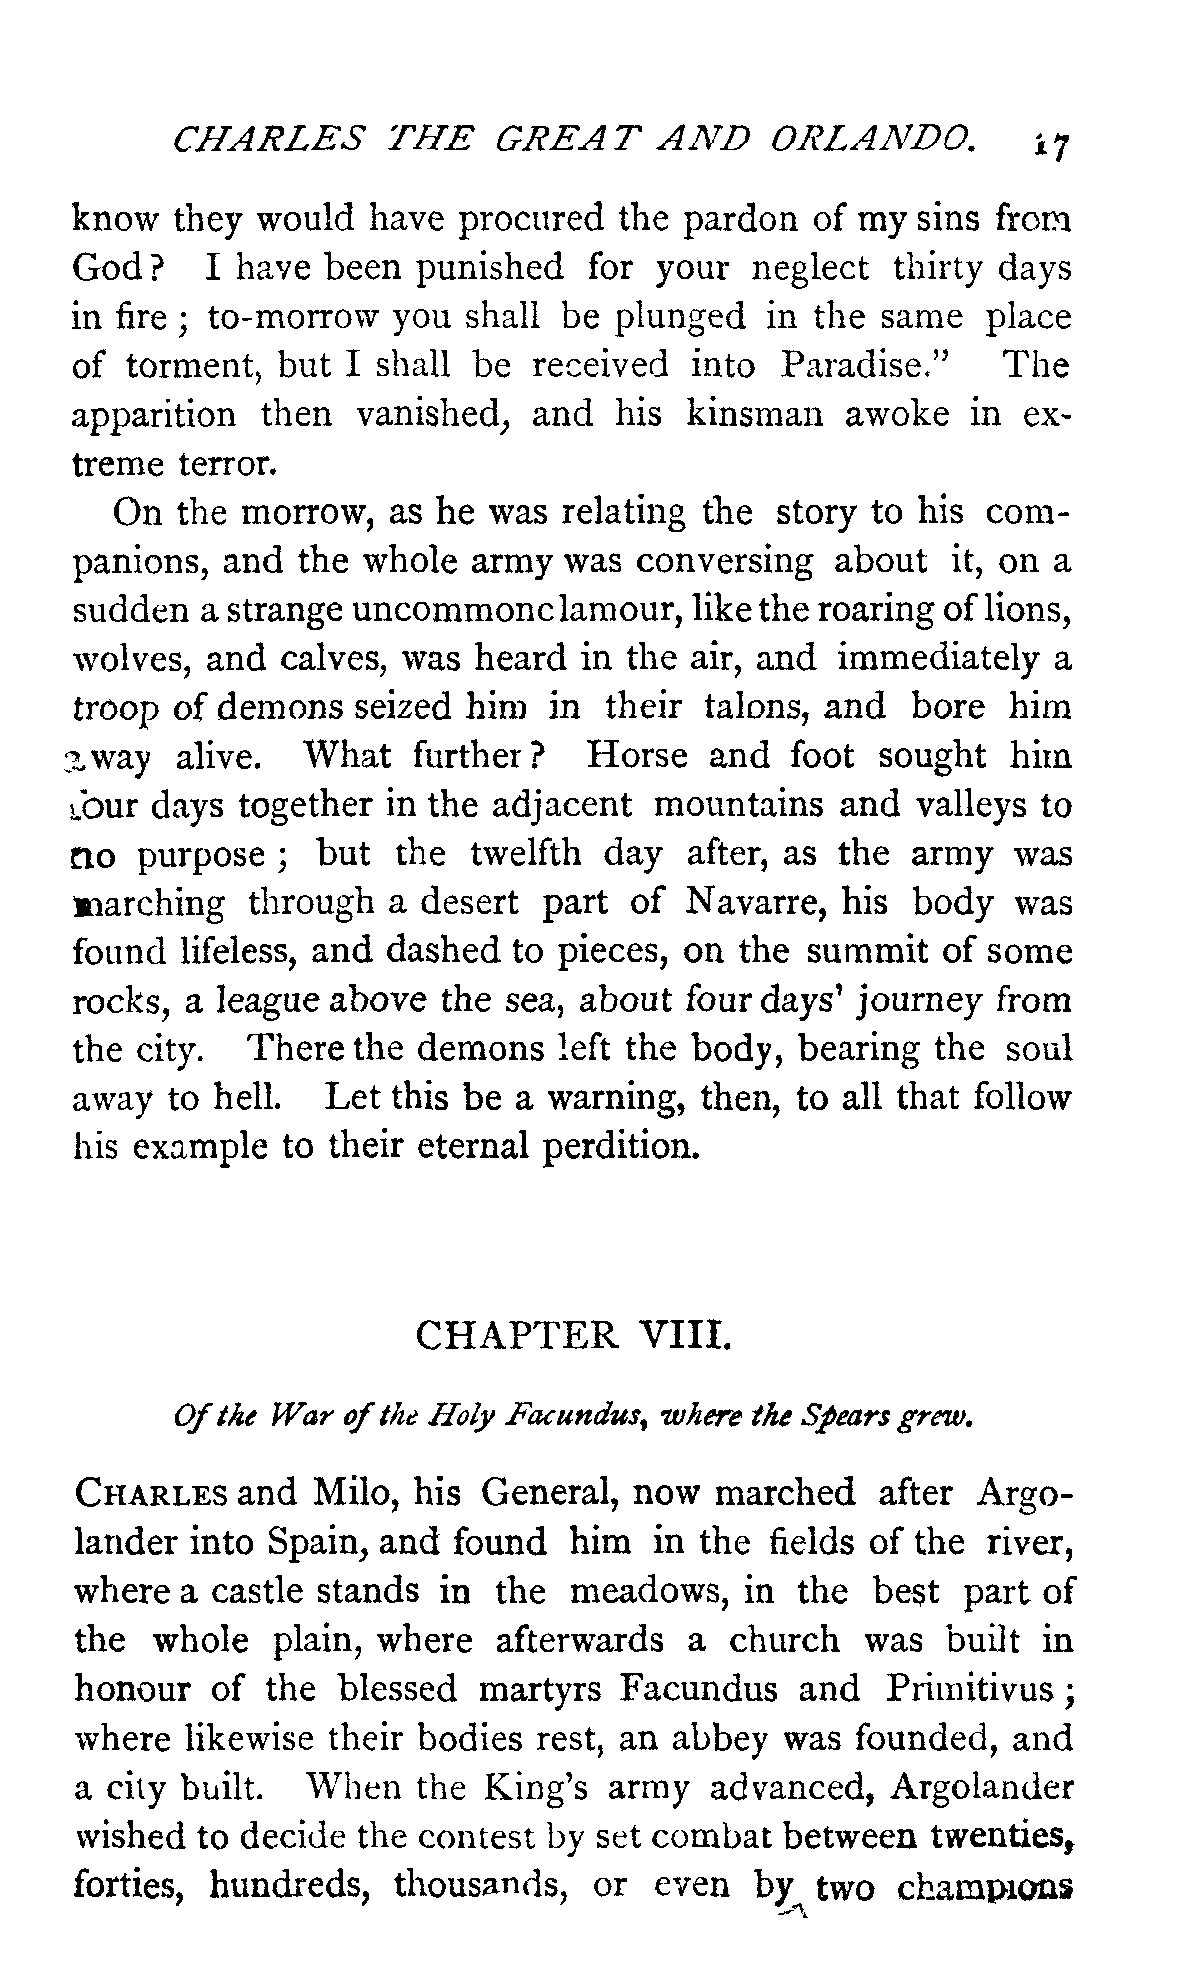 CHARLES THE GREAT AND ORLANDO. 17
know they would have procured the pardon of my sins from
God? I have been punished for your neglect thirty days
in fire; to-morrow you shall be plunged in the same place
of torment, but I shall be received into Paradise." The
apparition then vanished, and his kinsman awoke in ex-
treme terror.
On the morrow, as he was relating the story to his com-
panions, and the whole army was conversing about it, on a
sudden a strange uncommon clamour, like the roaring of lions,
wolves, and calves, was heard in the air, and immediately a
troop of demons seized him in their talons, and bore him
away alive. What further? Horse and foot sought him
four days together in the adjacent mountains and valleys to
no purpose; but the twelfth day after, as the army was
marching through a desert part of Navarre, his body was
found lifeless, and dashed to pieces, on the summit of some
rocks, a league above the sea, about four days' journey from
the city. There the demons left the body, bearing the soul
away to hell. Let this be a warning, then, to all that follow
his example to their eternal perdition.
CHAPTER VIII.
Of the War of the Holy Facundus, where the Spears grew.
CHARLES and Milo, his General, now marched after Argo-
lander into Spain, and found him in the fields of the river,
where a castle stands in the meadows, in the best part of
the whole plain, where afterwards a church was built in
honour of the blessed martyrs Facundus and Primitivus;
where likewise their bodies rest, an abbey was founded, and
a city built. When the King's army advanced, Argolander
wished to decide the contest by set combat between twenties,
forties, hundreds, thousands, or even by two champions